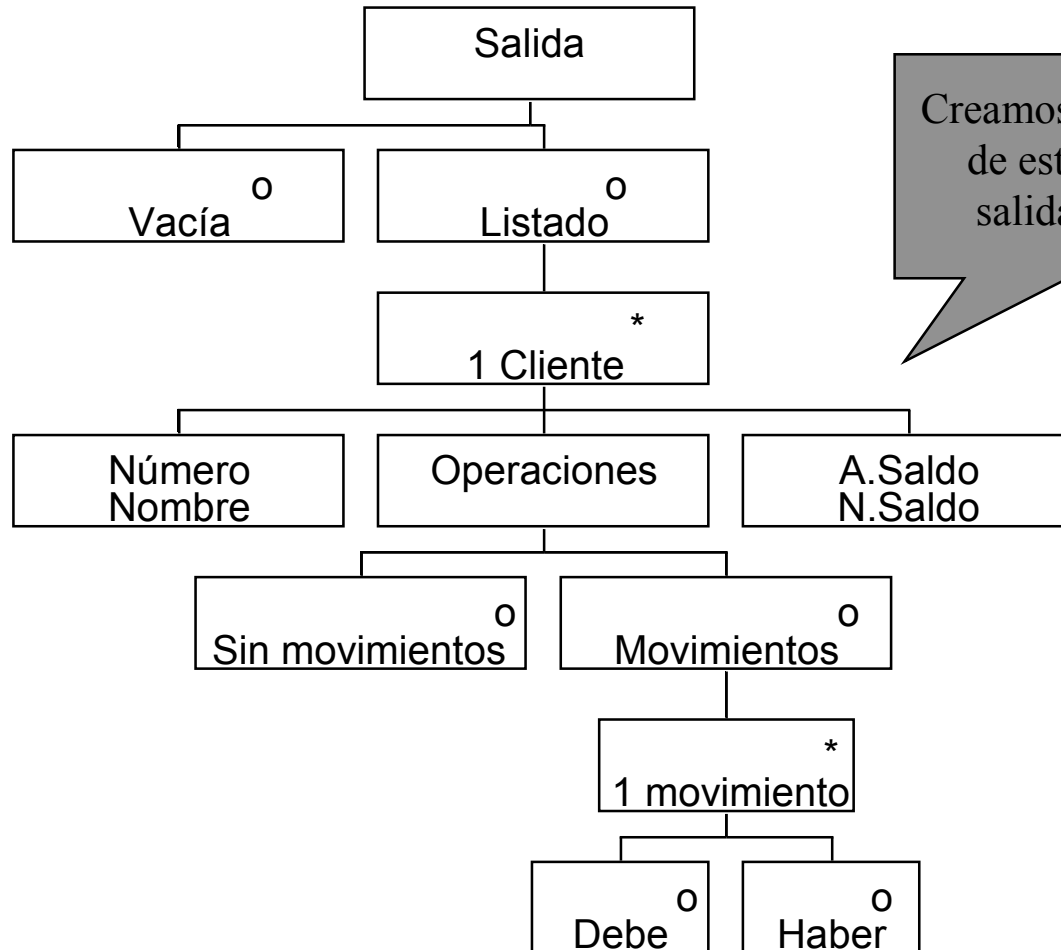 Salida
Creamos
de est
salida
o
Vacía
o
Listado
*
1 Cliente
Número
Nombre
Operaciones
A.Saldo
N.Saldo
o
Sin movimientos
o
Movimientos
*
1 movimiento
o
Debe
o
Haber